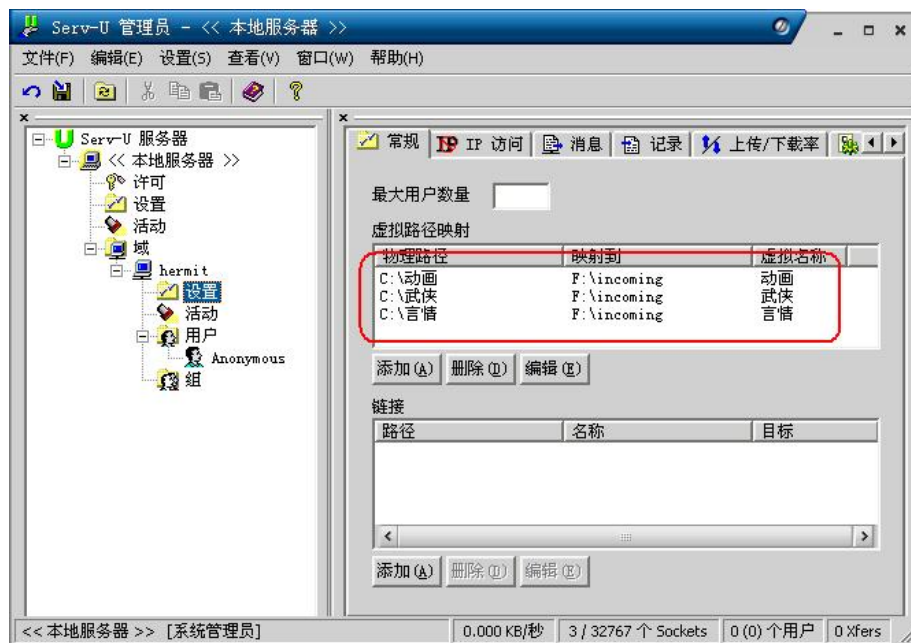 Serv-U 管理员 - << 本地服务器 >>
文件(F) 编辑(E) 设置(S) 查看(V) 窗口(W) 帮助(H)
Serv-U 服务器
<< 本地服务器 >>
许可
设置
活动
域
hermit
设置
活动
用户
Anonymous
组
常规 IP IP 访问 消息 记录 上传/下载率
最大用户数量
虚拟路径映射
物理路径 映射到 虚拟名称
C:\动画 F:\incoming 动画
C:\武侠 F:\incoming 武侠
C:\言情 F:\incoming 言情
添加(A) 删除(D) 编辑(E)
链接
路径 名称 目标
添加(A) 删除(D) 编辑(E)
<<本地服务器>> [系统管理员] 0.000 KB/秒 3 / 32767 个 Sockets 0 (0) 个用户 0 Xfers